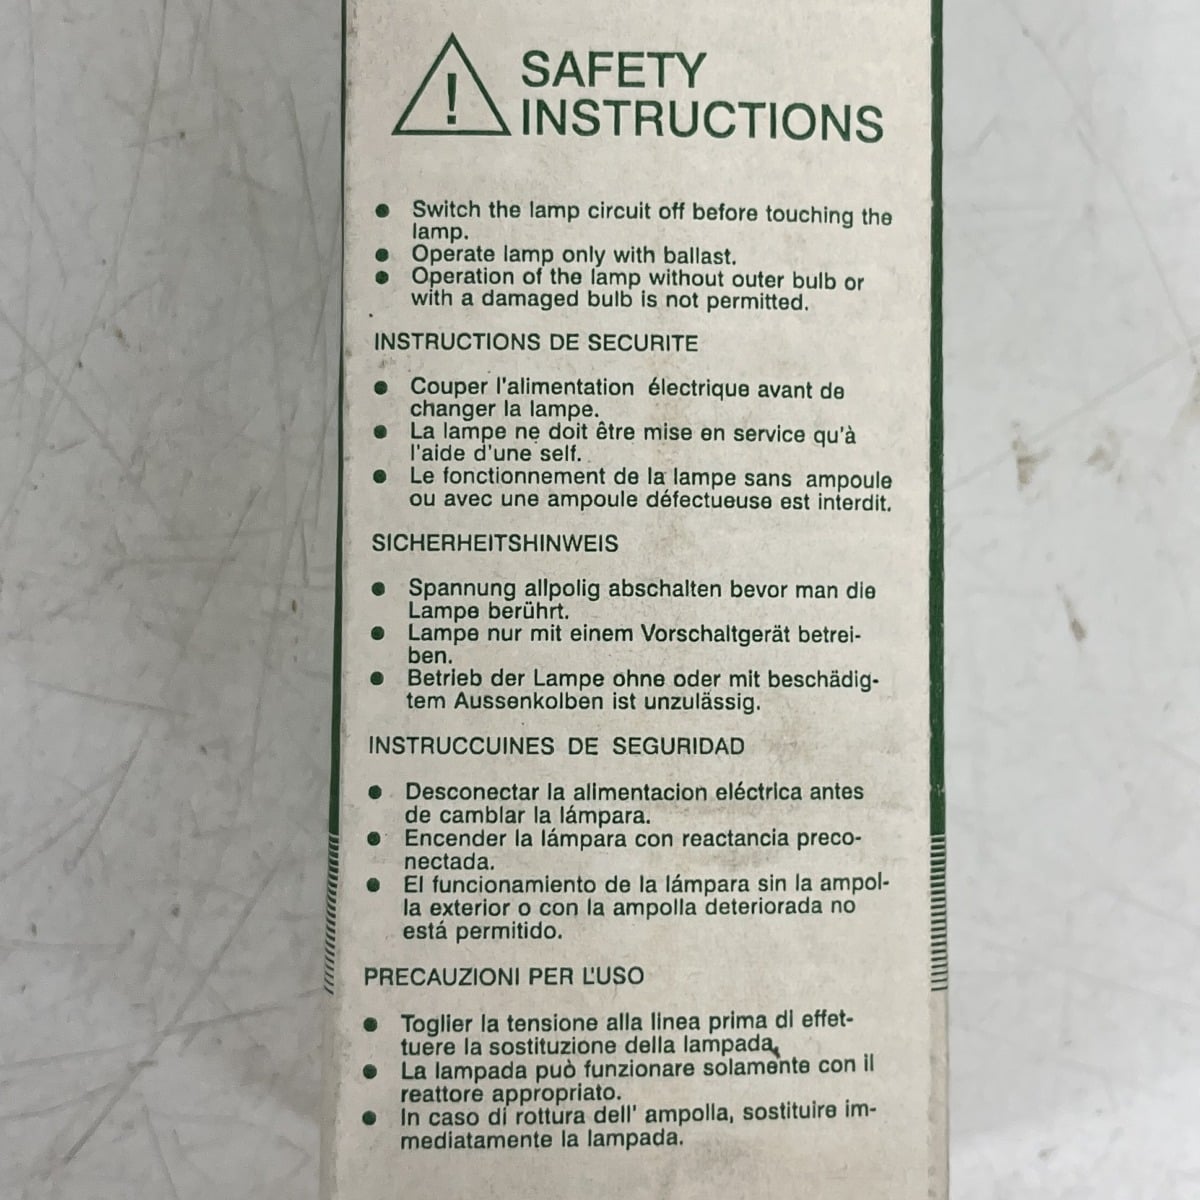 !
SAFETY
INSTRUCTIONS
● Switch the lamp circuit off before touching the
lamp.
● Operate lamp only with ballast.
● Operation of the lamp without outer bulb or
with a damaged bulb is not permitted.
INSTRUCTIONS DE SECURITE
● Couper l'alimentation électrique avant de
changer la lampe.
● La lampe ne doit être mise en service qu'à
l'aide d'une self.
● Le fonctionnement de la lampe sans ampoule
ou avec une ampoule défectueuse est interdit.
SICHERHEITSHINWEIS
● Spannung allpolig abschalten bevor man die
Lampe berührt.
● Lampe nur mit einem Vorschaltgerät betrei-
ben.
● Betrieb der Lampe ohne oder mit beschädig-
tem Aussenkolben ist unzulässig.
INSTRUCCUINES DE SEGURIDAD
● Desconectar la alimentacion eléctrica antes
de camblar la lámpara.
● Encender la lámpara con reactancia preco-
nectada.
● El funcionamiento de la lámpara sin la ampol-
la exterior o con la ampolla deteriorada no
está permitido.
PRECAUZIONI PER L'USO
● Toglier la tensione alla linea prima di effet-
tuere la sostituzione della lampada,
● La lampada può funzionare solamente con il
reattore appropriato.
● In caso di rottura dell' ampolla, sostituire im-
mediatamente la lampada.